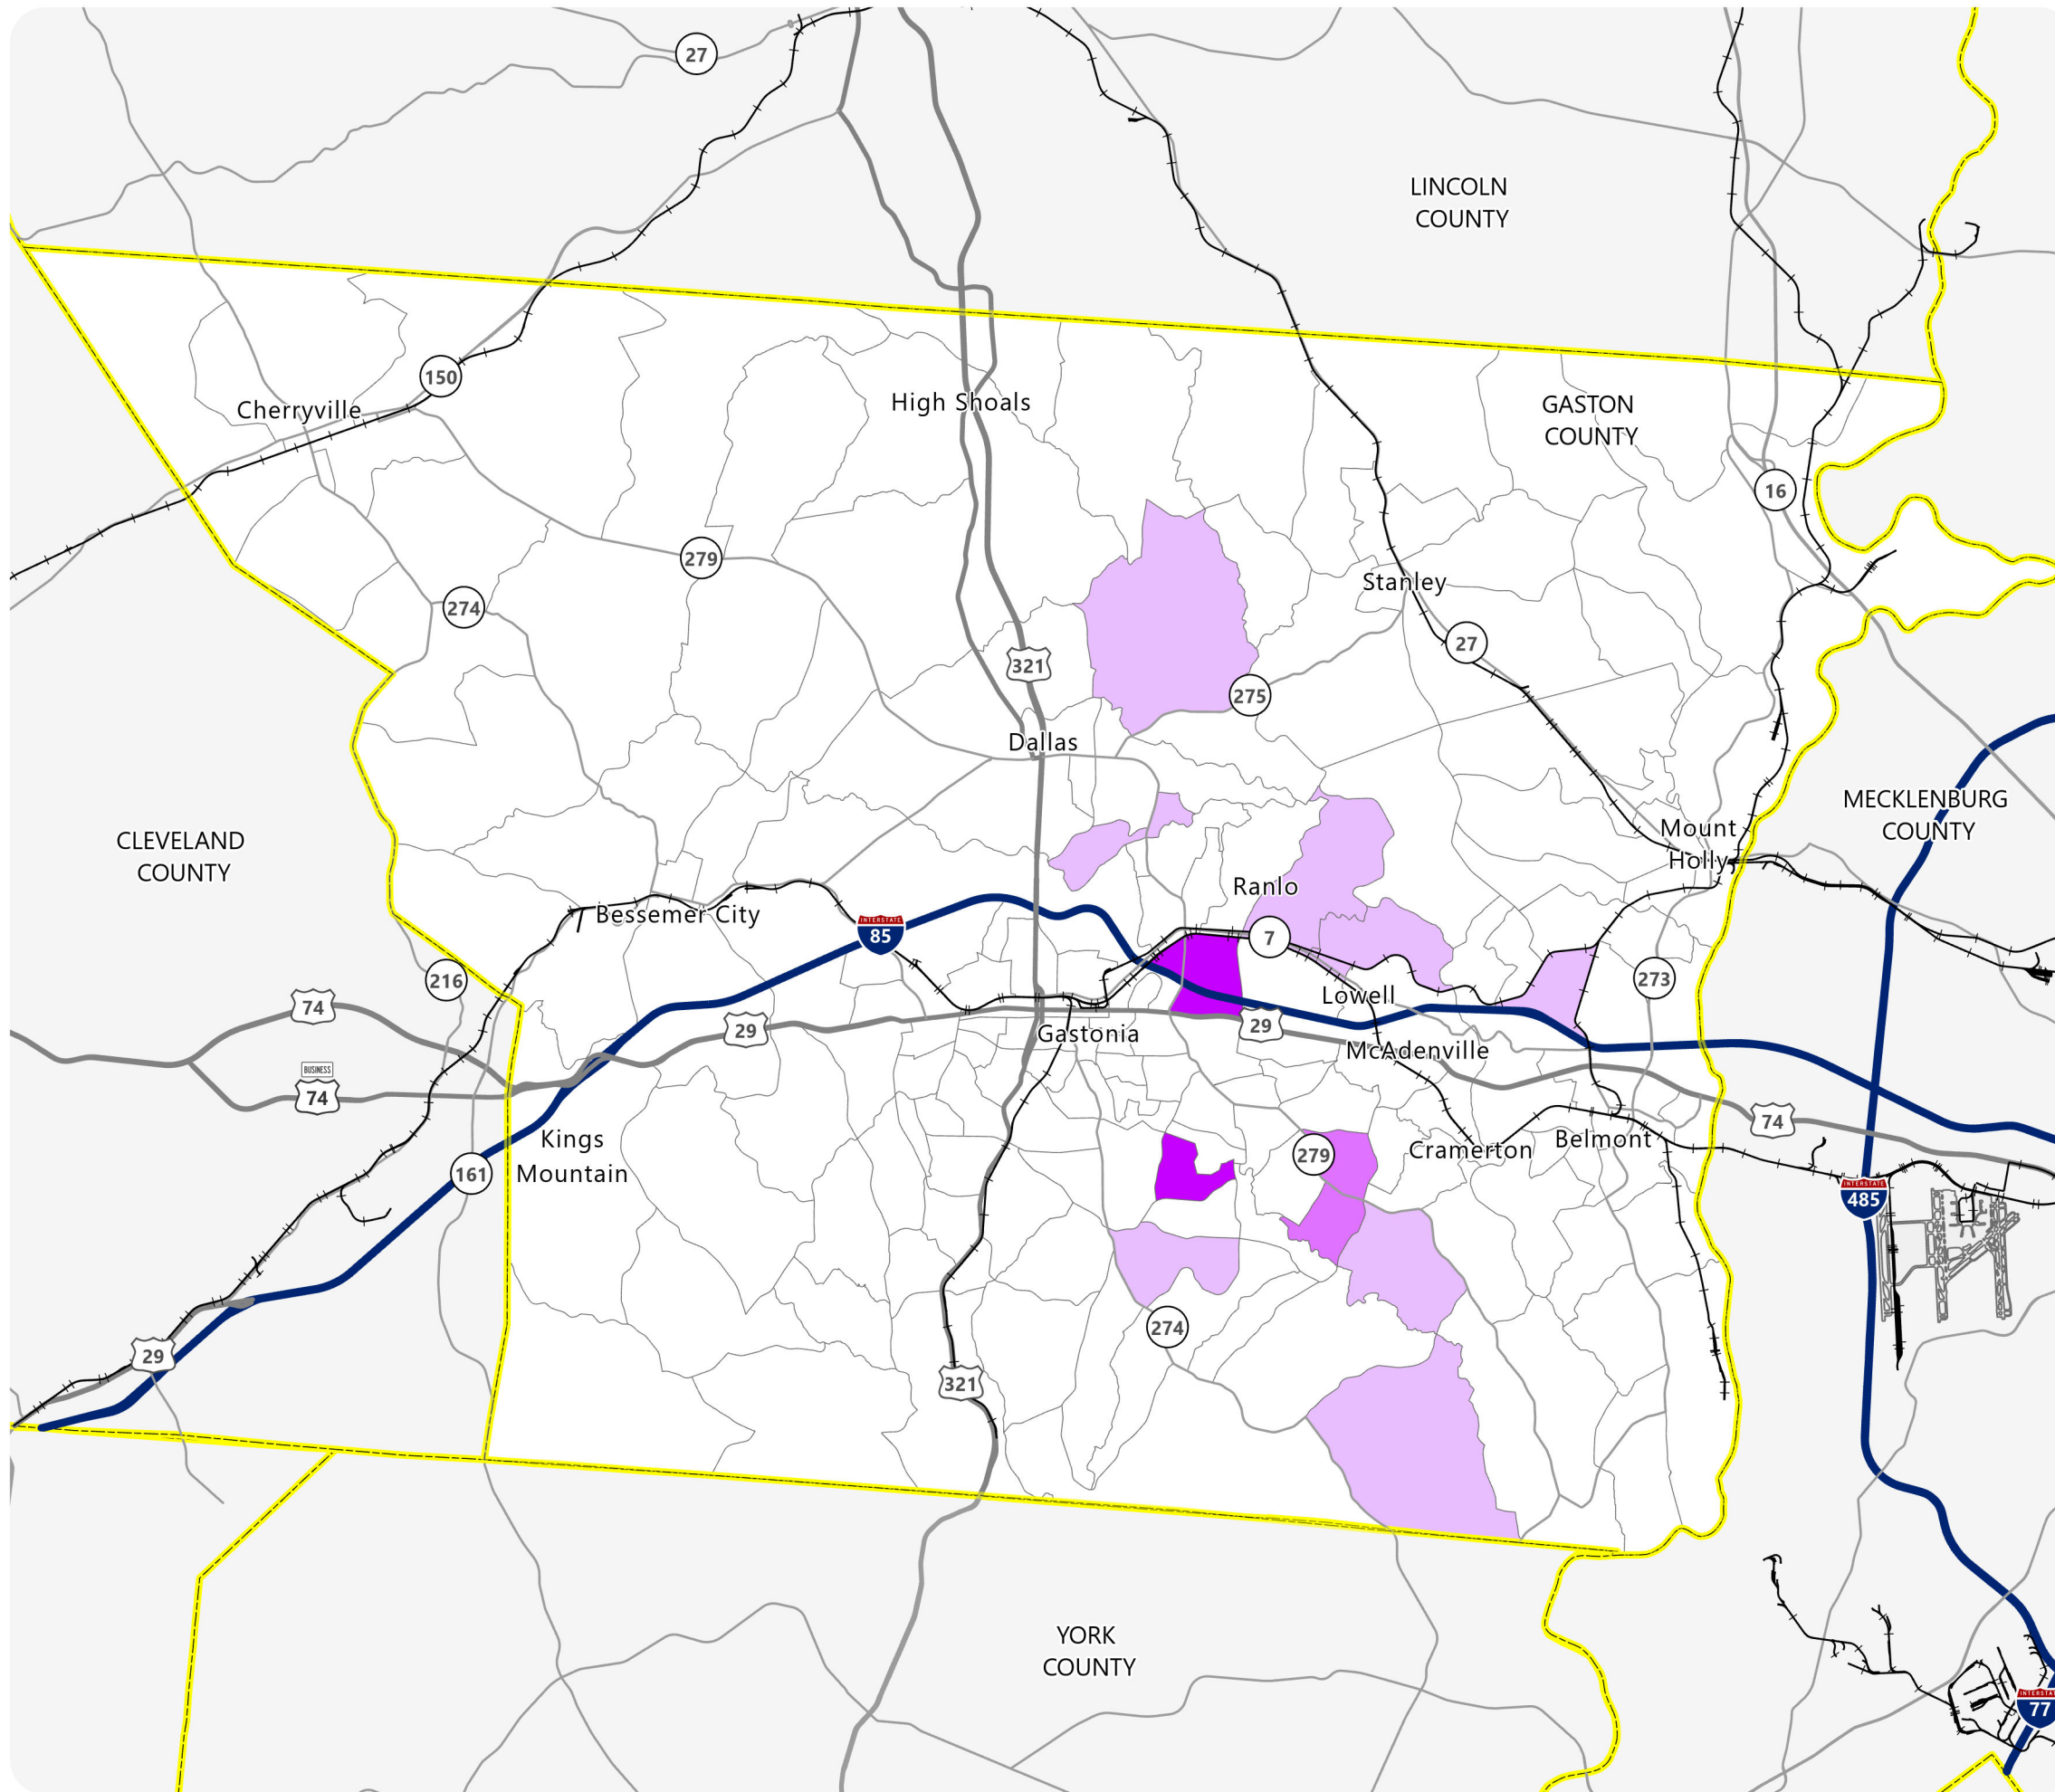 27
LINCOLN
COUNTY
150
Cherryville
High Shoals
GASTON
COUNTY
16
279
Stanley
274
27
321
275
Dallas
MECKLENBURG
COUNTY
CLEVELAND
COUNTY
Mount
Holly
Ranlo
Bessemer City
INTERSTATE
85
7
216
273
74
Lowell
29
29
Gastonia
McAdenville
BUSINESS
74
74
Kings
Mountain
161
279
Cramerton
Belmont
INTERSTATE
485
274
29
321
YORK
COUNTY
INTERSTATE
77